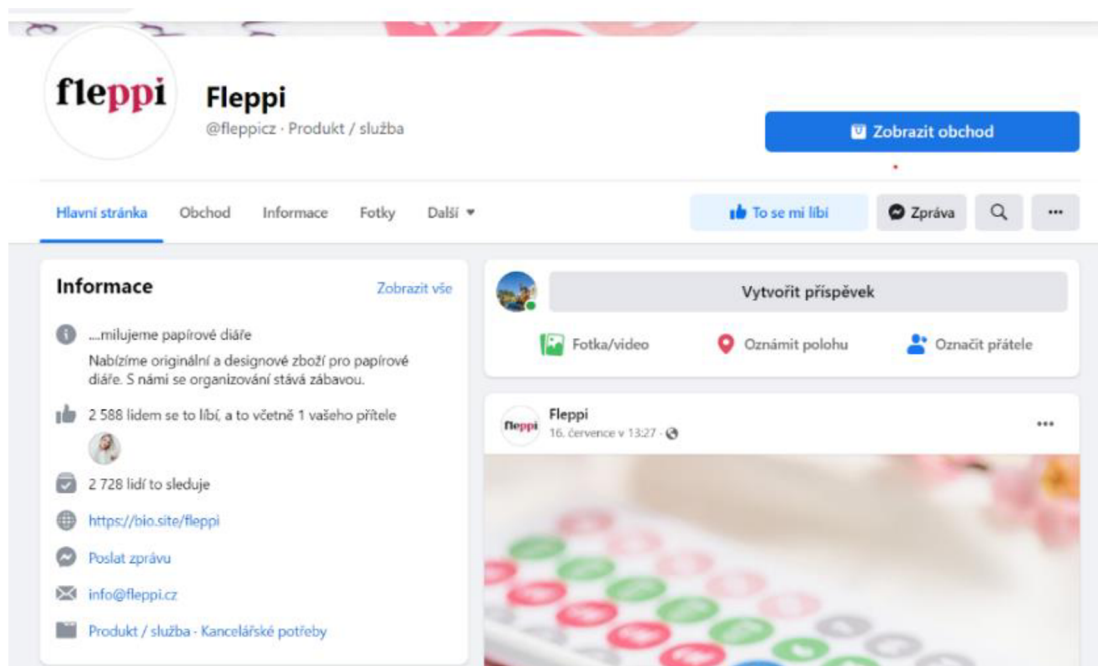 fleppi
Fleppi
@fleppicz · Produkt / služba
Zobrazit obchod
Hlavní stránka Obchod Informace Fotky Další
To se mi líbí Zpráva
Informace Zobrazit vše
....milujeme papírové diáře
Nabízíme originální a designové zboží pro papírové
diáře. S námi se organizování stává zábavou.
2 588 lidem se to líbí, a to včetně 1 vašeho přítele
2 728 lidí to sleduje
https://bio.site/fleppi
Poslat zprávu
info@fleppi.cz
Produkt / služba · Kancelářské potřeby
Vytvořit příspěvek
Fotka/video Oznámit polohu Označit přátele
fleppi
Fleppi
16. července v 13:27 ·